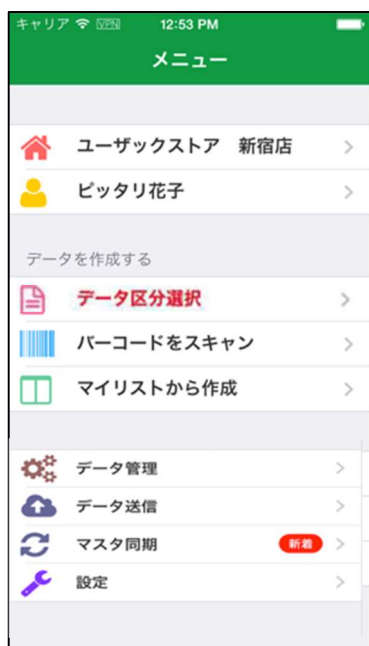 キャリア VPN 12:53 PM
メニュー
ユーザックストア 新宿店
ピッタリ花子
データを作成する
データ区分選択
バーコードをスキャン
マイリストから作成
データ管理
データ送信
マスタ同期 新着
設定